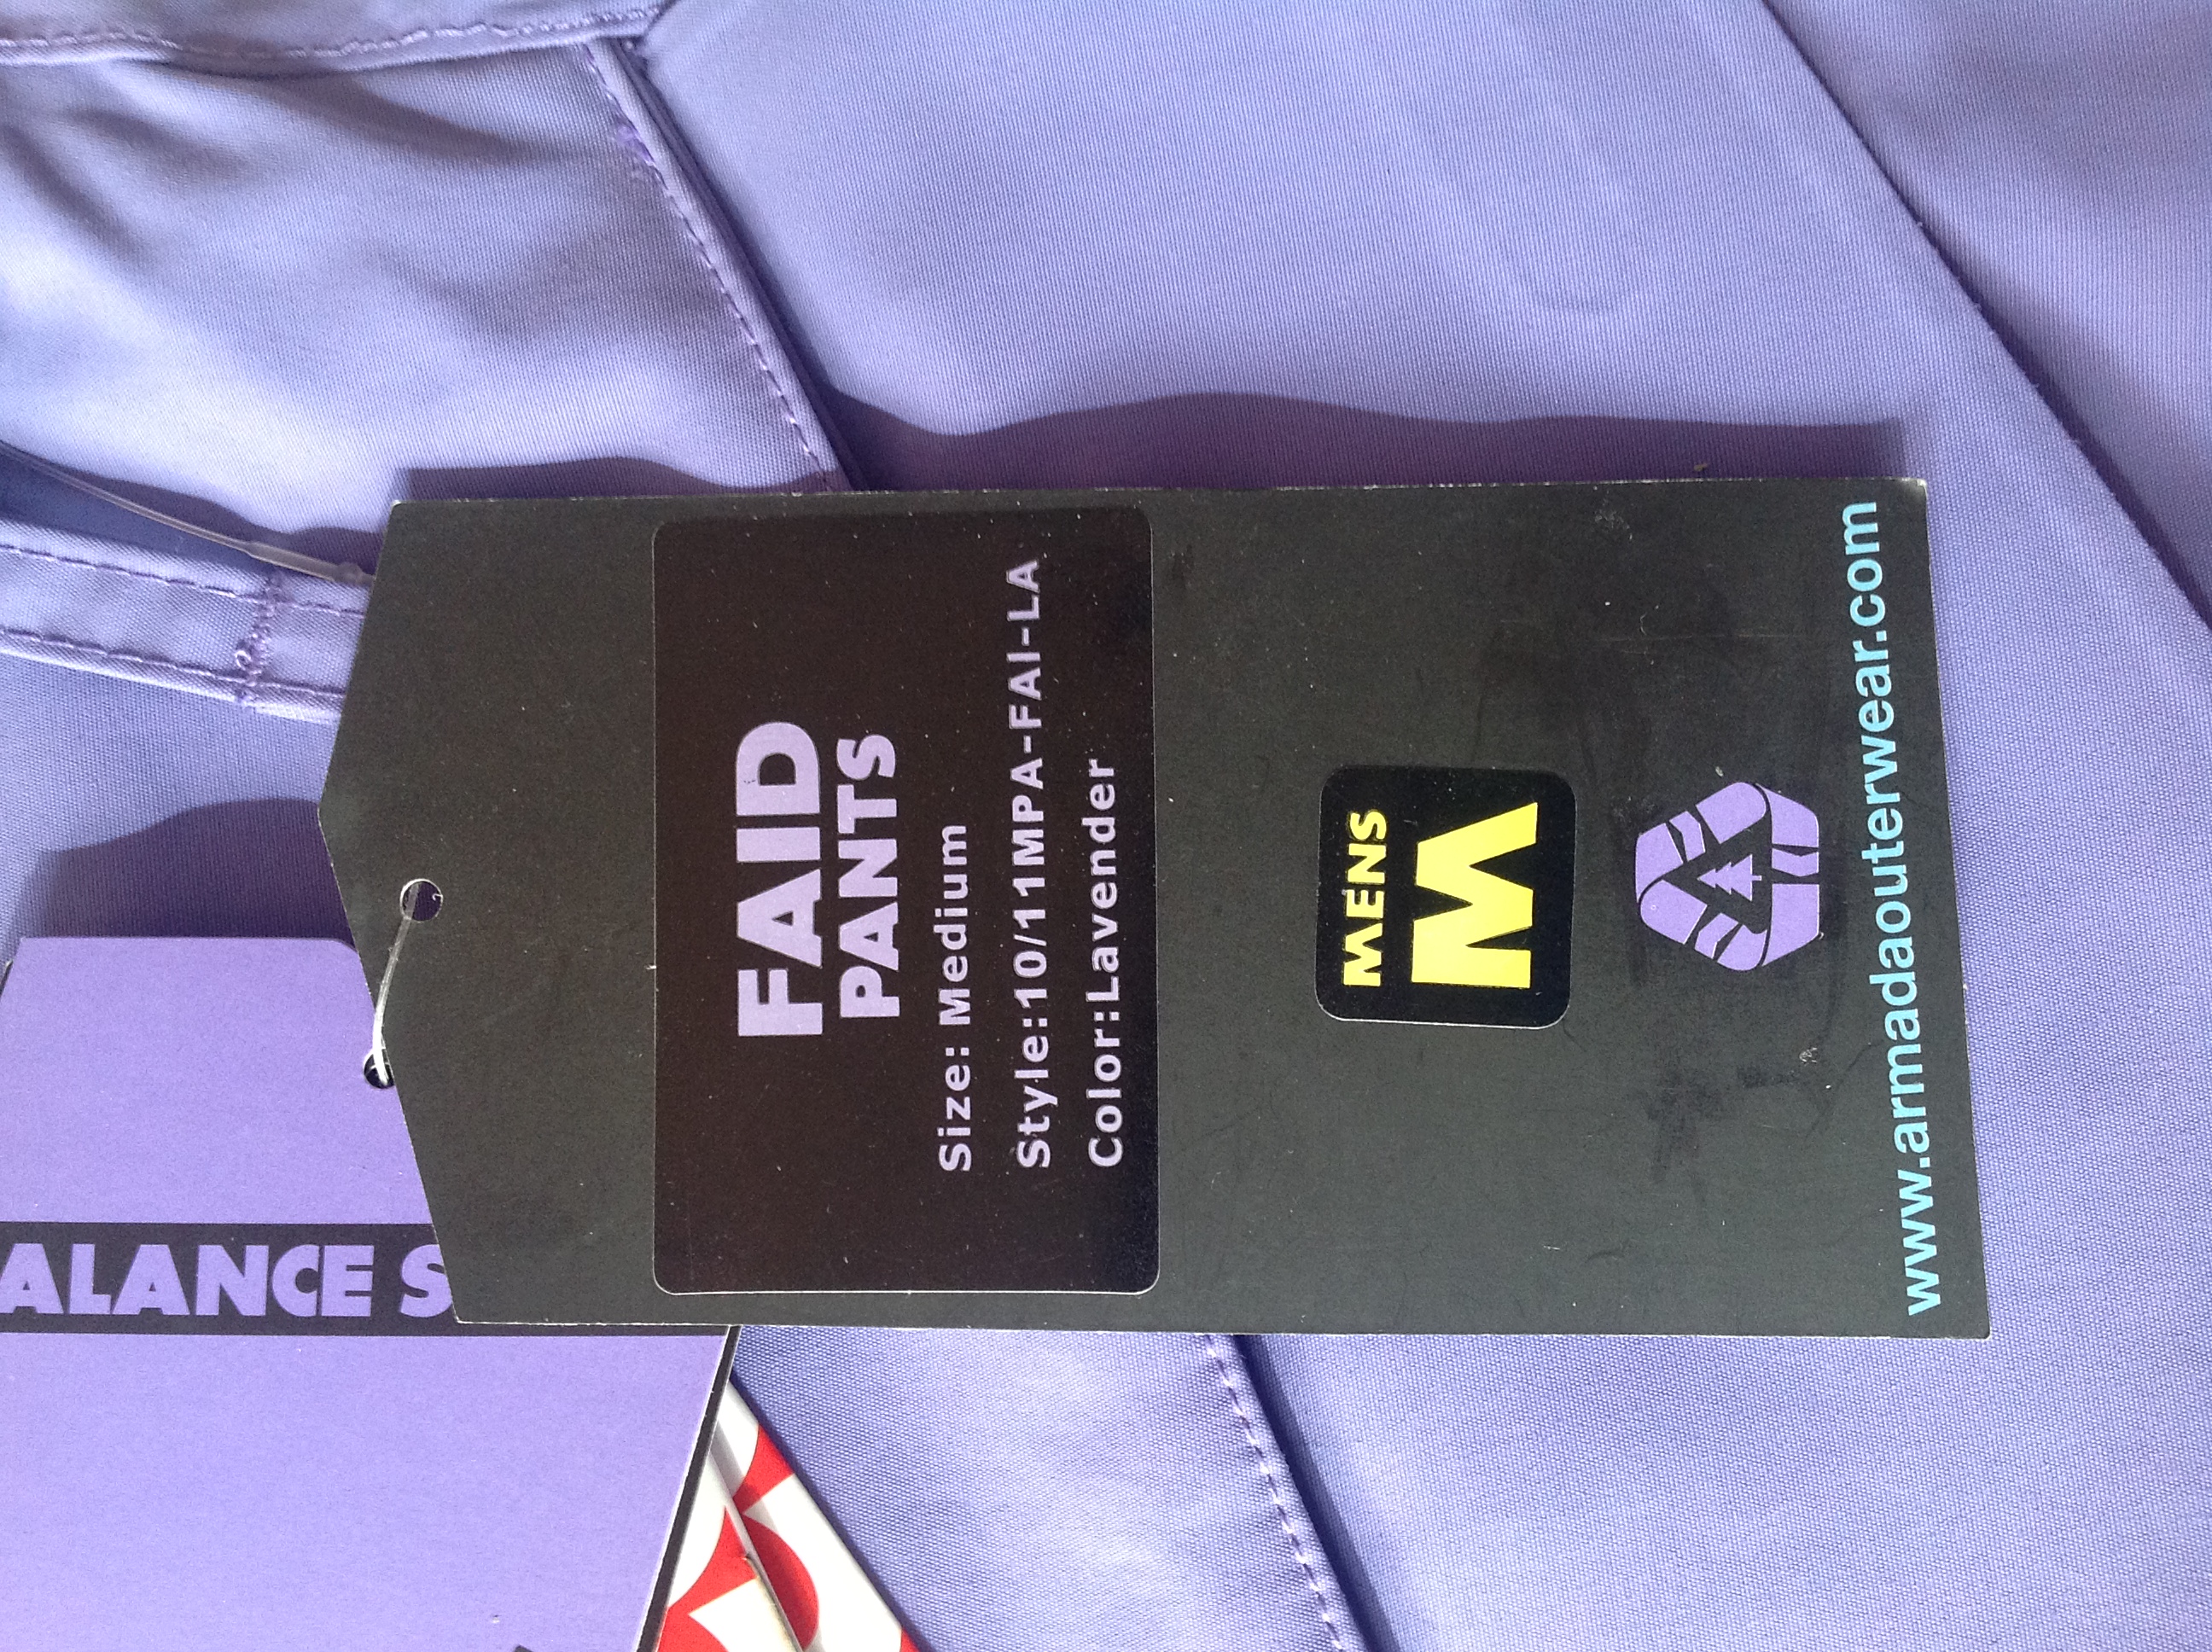 FAID
PANTS
Size: Medium
Style:10/11MPA-FAI-LA
Color:Lavender
MENS
M
www.armadaouterwear.com
ALANCE S